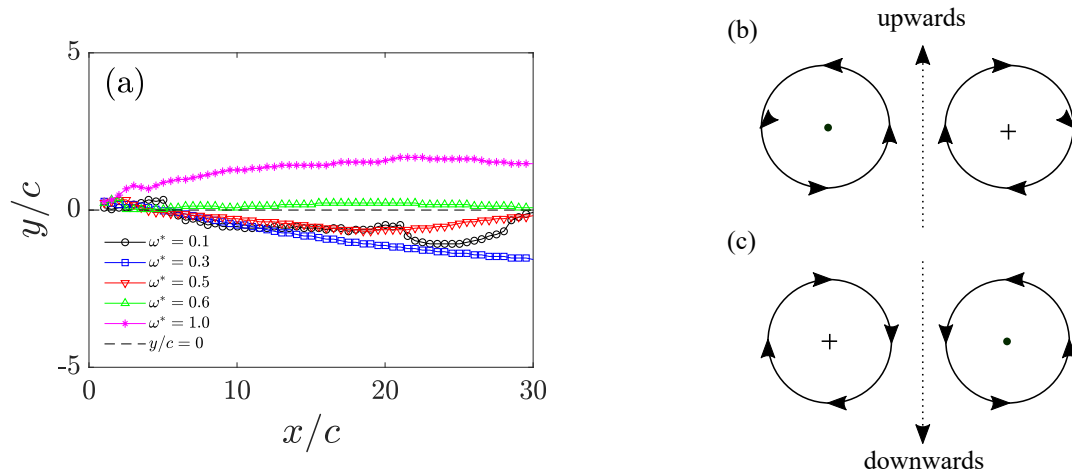 (a)
5
0
-5
y/c
ω* = 0.1
ω* = 0.3
ω* = 0.5
ω* = 0.6
ω* = 1.0
y/c = 0
0 10 20 30
x/c
(b)
upwards
+
(c)
+
downwards